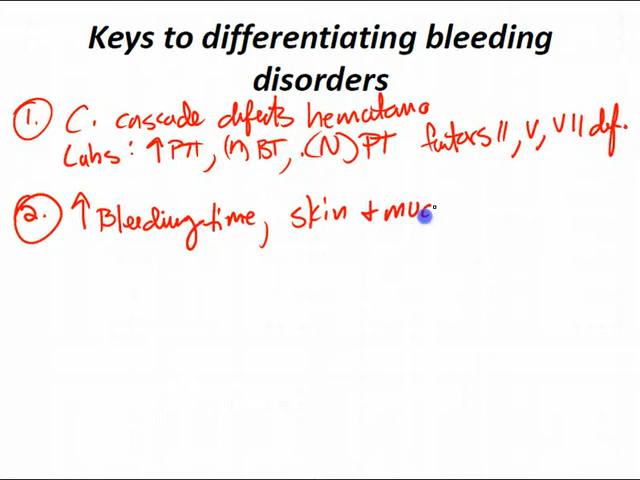 Keys to differentiating bleeding
disorders
1. C. cascade defects hematoma
Labs: ↑PTT, (n) BT, (N) PT factors II, V, VII def.
2. ↑ Bleeding time, skin + muc